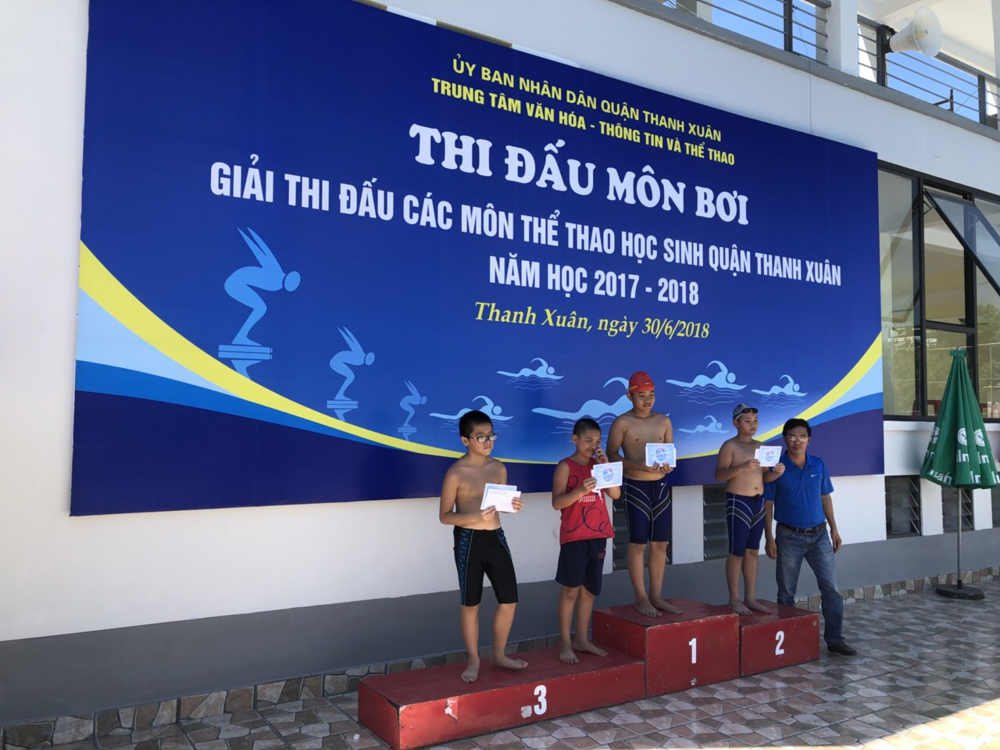 ỦY BAN NHÂN DÂN QUẬN THANH XUÂN
TRUNG TÂM VĂN HÓA - THÔNG TIN VÀ THỂ THAO
THI ĐẤU MÔN BƠI
GIẢI THI ĐẤU CÁC MÔN THỂ THAO HỌC SINH QUẬN THANH XUÂN
NĂM HỌC 2017 - 2018
Thanh Xuân, ngày 30/6/2018
3
1
2